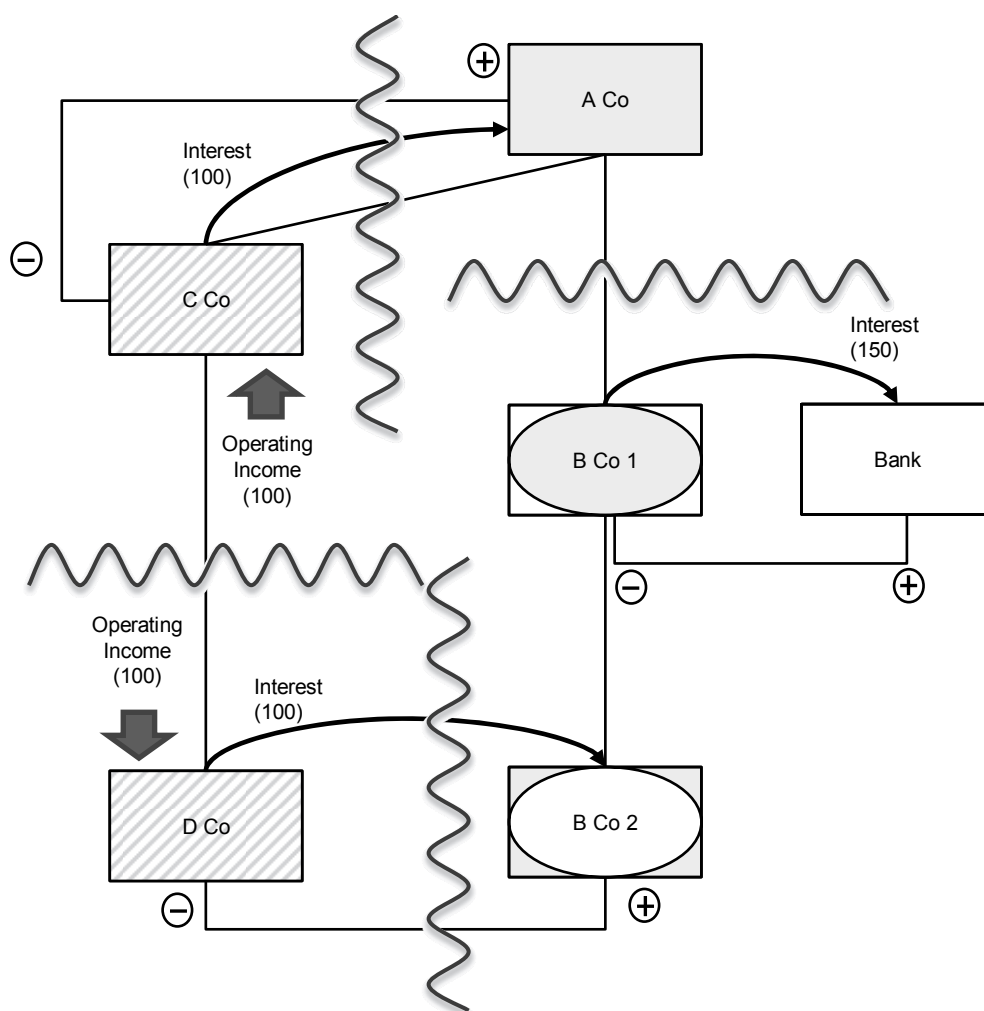 A Co
Interest
(100)
C Co
Interest
(150)
B Co 1
Bank
Operating
Income
(100)
Operating
Income
(100)
Interest
(100)
D Co
B Co 2